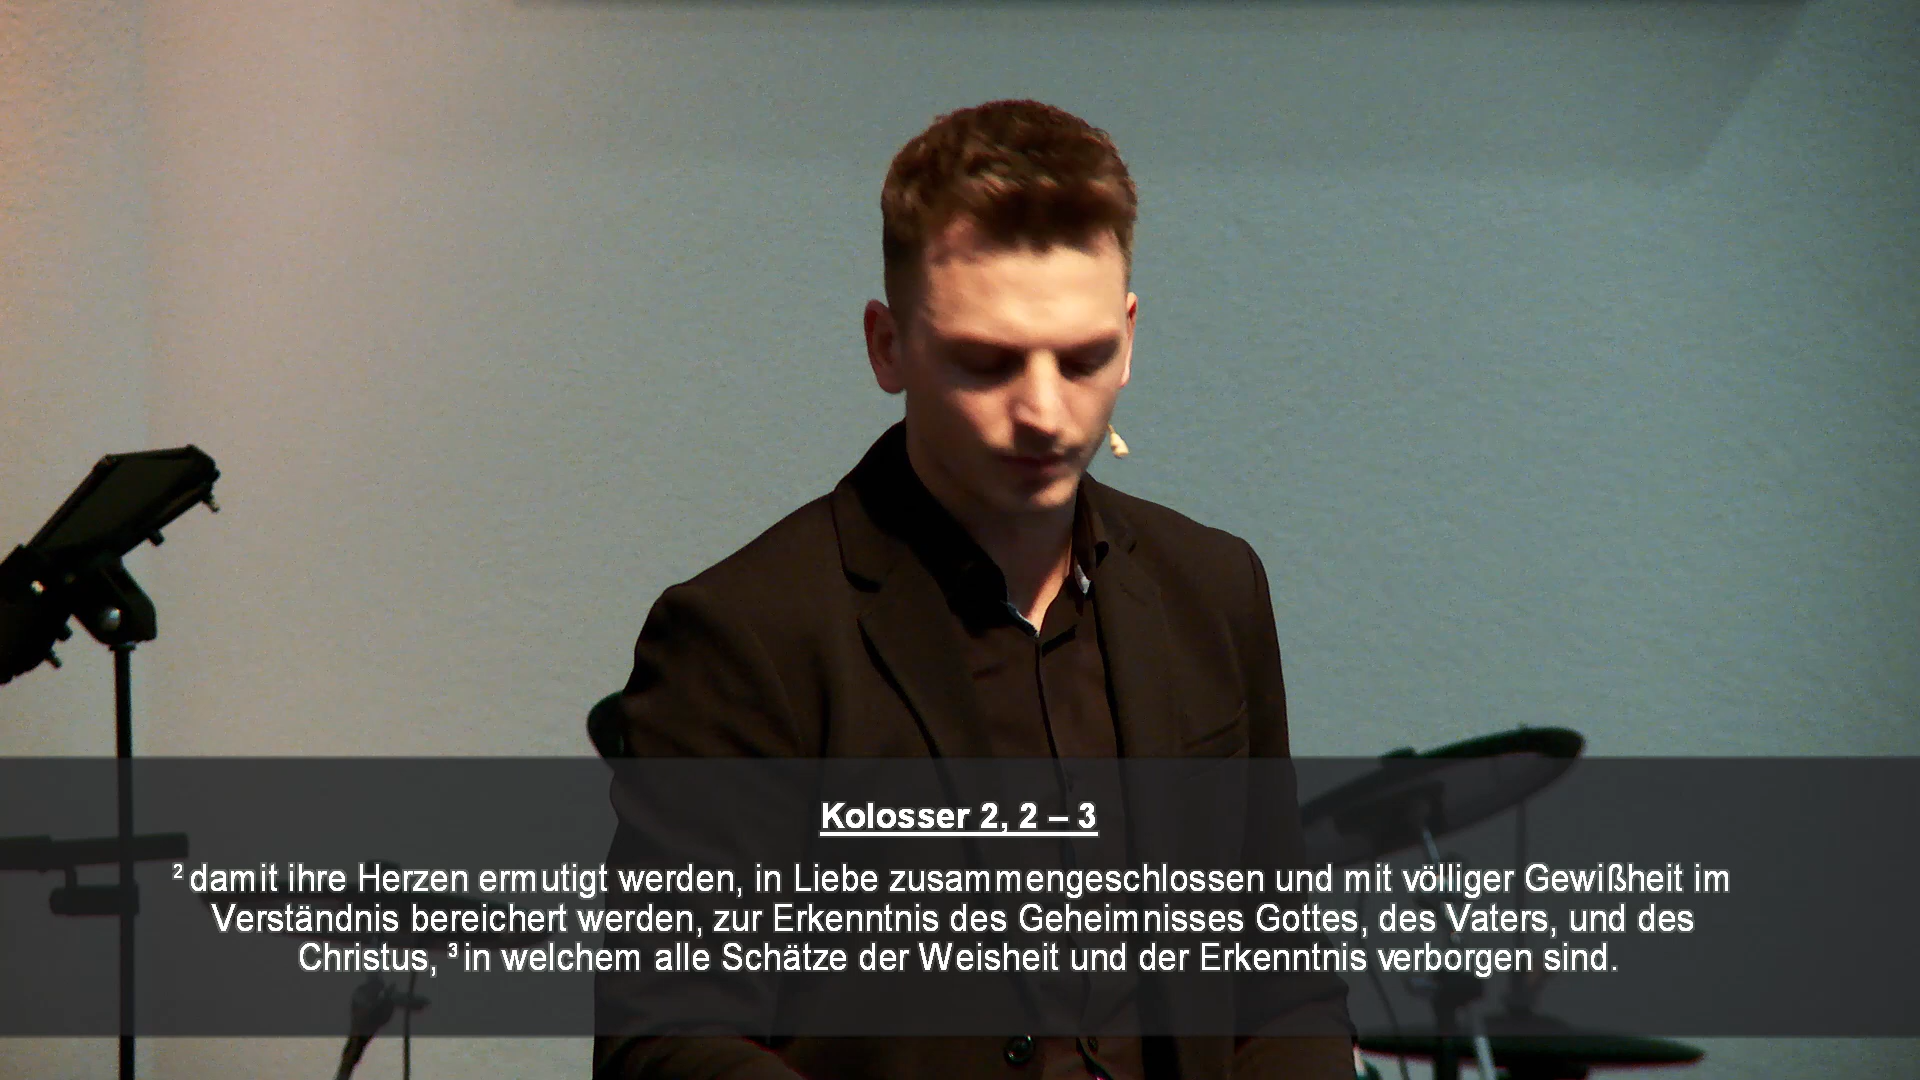 Kolosser 2, 2 – 3
² damit ihre Herzen ermutigt werden, in Liebe zusammengeschlossen und mit völliger Gewißheit im
Verständnis bereichert werden, zur Erkenntnis des Geheimnisses Gottes, des Vaters, und des
Christus, ³ in welchem alle Schätze der Weisheit und der Erkenntnis verborgen sind.